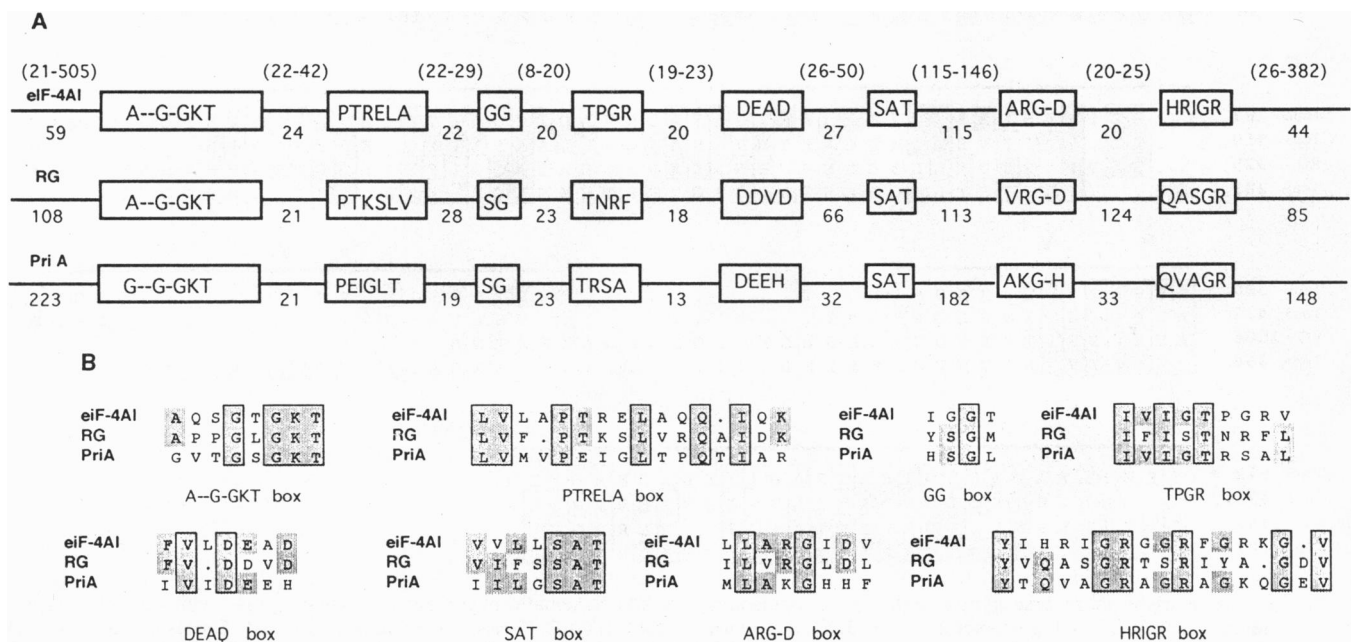 A
(21-505) (22-42) (22-29) (8-20) (19-23) (26-50) (115-146) (20-25) (26-382)
eIF-4AI
A--G-GKT PTRELA GG TPGR DEAD SAT ARG-D HRIGR
59 24 22 20 20 27 115 20 44
RG
A--G-GKT PTKSLV SG TNRF DDVD SAT VRG-D QASGR
108 21 28 23 18 66 113 124 85
Pri A
G--G-GKT PEIGLT SG TRSA DEEH SAT AKG-H QVAGR
223 21 19 23 13 32 182 33 148
B
eiF-4AI A Q S G T G K T eiF-4AI L V L A P T R E L A Q Q . I Q K eiF-4AI I G G T eiF-4AI I V I G T P G R V
RG A P P G L G K T RG L V F . P T K S L V R Q A I D K RG Y S G M RG I F I S T N R F L
PriA G V T G S G K T PriA L V M V P E I G L T P Q T I A R PriA H S G L PriA I V I G T R S A L
A--G-GKT box PTRELA box GG box TPGR box
eiF-4AI F V L D E A D eiF-4AI V V L L S A T eiF-4AI L L A R G I D V eiF-4AI Y I H R I G R G G R F G R K G . V
RG F V . D D V D RG V I F S S A T RG I L V R G L D L RG Y V Q A S G R T S R I Y A . G D V
PriA I V I D E E H PriA I I L G S A T PriA M L A K G H H F PriA Y T Q V A G R A G R A G K Q G E V
DEAD box SAT box ARG-D box HRIGR box